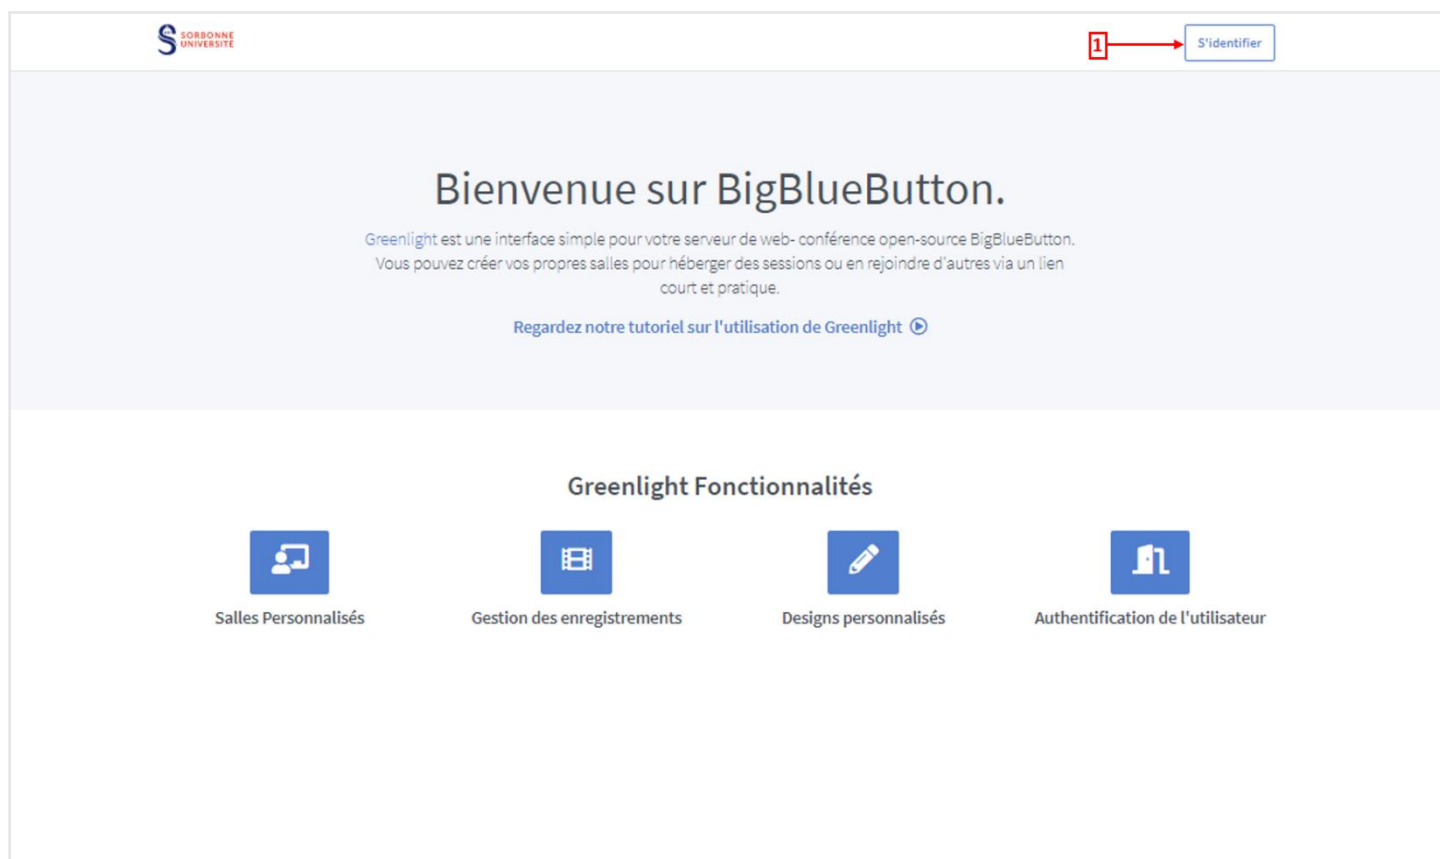 SORBONNE
UNIVERSITÉ
1
S'identifier
Bienvenue sur BigBlueButton.
Greenlight est une interface simple pour votre serveur de web- conférence open-source BigBlueButton.
Vous pouvez créer vos propres salles pour héberger des sessions ou en rejoindre d'autres via un lien
court et pratique.
Regardez notre tutoriel sur l'utilisation de Greenlight
Greenlight Fonctionnalités
Salles Personnalisés
Gestion des enregistrements
Designs personnalisés
Authentification de l'utilisateur